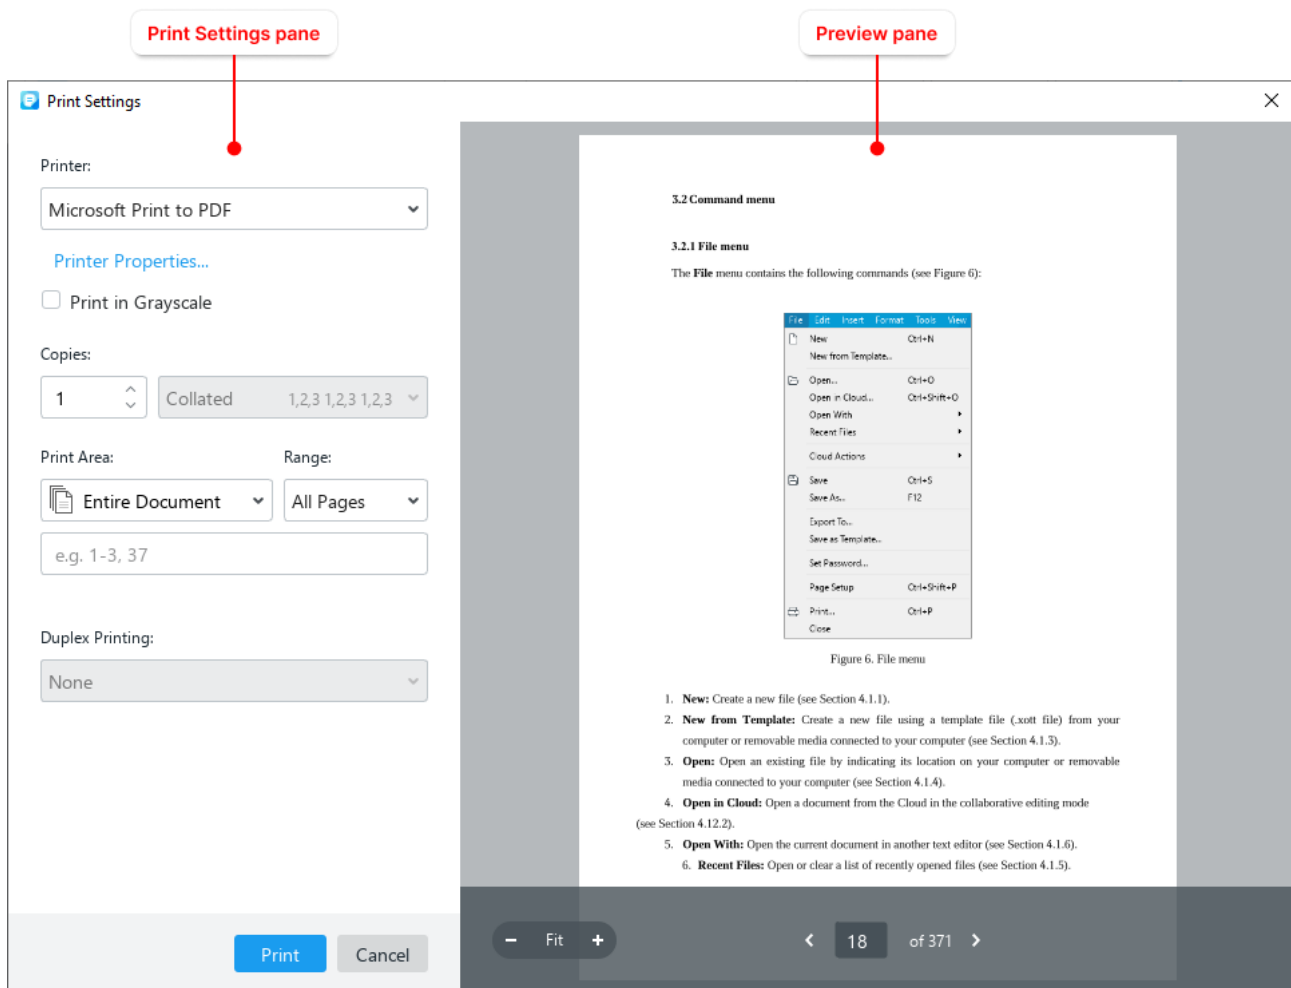 Print Settings pane
Preview pane
Print Settings
Printer:
Microsoft Print to PDF
Printer Properties...
Print in Grayscale
Copies:
1
Collated 1,2,3 1,2,3 1,2,3
Print Area: Range:
Entire Document All Pages
e.g. 1-3, 37
Duplex Printing:
None
Print Cancel
3.2 Command menu
3.2.1 File menu
The File menu contains the following commands (see Figure 6):
File Edit Insert Format Tools View
New Ctrl+N
New from Template...
Open... Ctrl+O
Open in Cloud... Ctrl+Shift+O
Open With
Recent Files
Cloud Actions
Save Ctrl+S
Save As... F12
Export To...
Save as Template...
Set Password...
Page Setup Ctrl+Shift+P
Print... Ctrl+P
Close
Figure 6. File menu
1. New: Create a new file (see Section 4.1.1).
2. New from Template: Create a new file using a template file (.xott file) from your
computer or removable media connected to your computer (see Section 4.1.3).
3. Open: Open an existing file by indicating its location on your computer or removable
media connected to your computer (see Section 4.1.4).
4. Open in Cloud: Open a document from the Cloud in the collaborative editing mode
(see Section 4.12.2).
5. Open With: Open the current document in another text editor (see Section 4.1.6).
6. Recent Files: Open or clear a list of recently opened files (see Section 4.1.5).
Fit
18 of 371